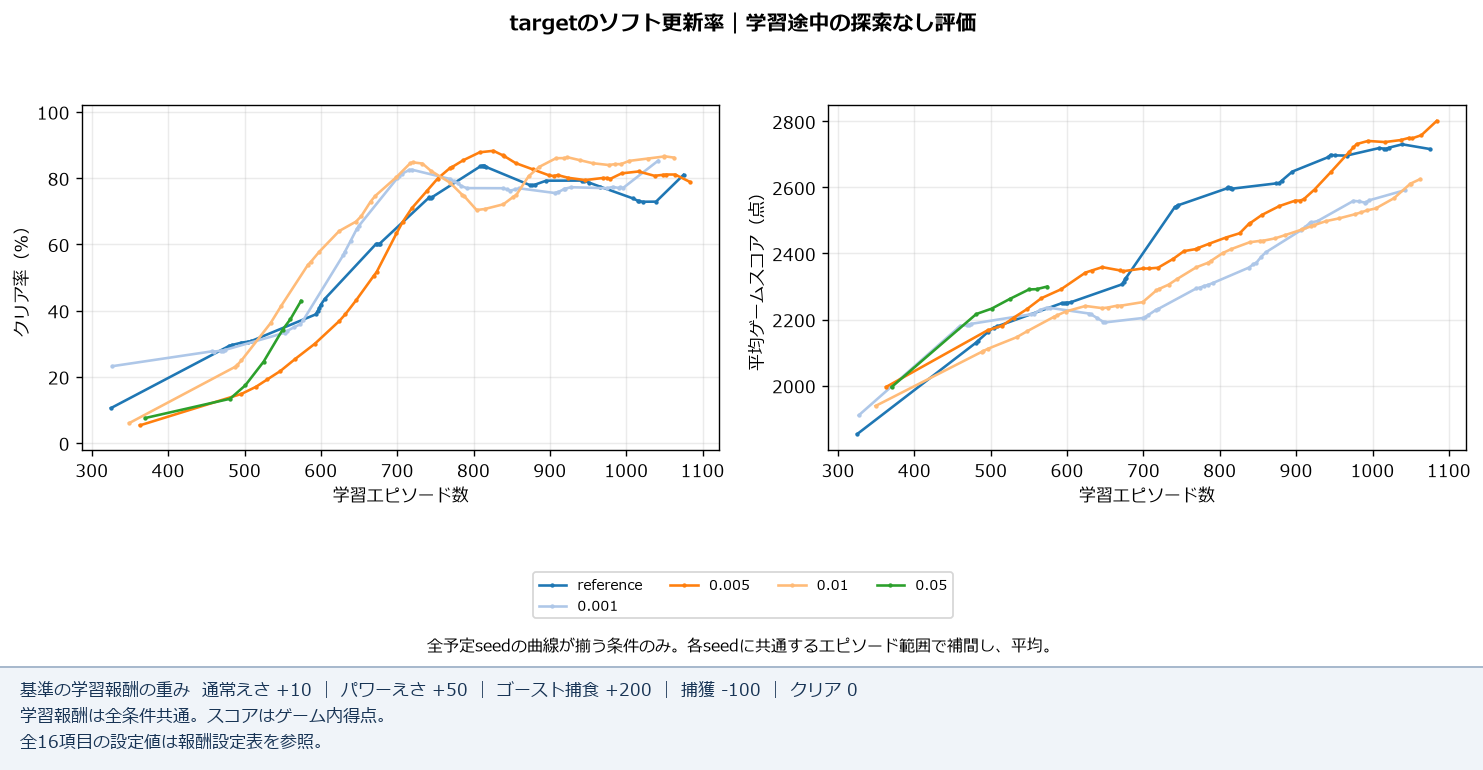 targetのソフト更新率｜学習途中の探索なし評価
クリア率 (%)
100
80
60
40
20
0
300 400 500 600 700 800 900 1000 1100
学習エピソード数
平均ゲームスコア（点）
2800
2600
2400
2200
2000
300 400 500 600 700 800 900 1000 1100
学習エピソード数
reference 0.005 0.01 0.05
0.001
全予定seedの曲線が揃う条件のみ。各seedに共通するエピソード範囲で補間し、平均。
基準の学習報酬の重み 通常えさ +10 ｜ パワーえさ +50 ｜ ゴースト捕食 +200 ｜ 捕獲 -100 ｜ クリア 0
学習報酬は全条件共通。スコアはゲーム内得点。
全16項目の設定値は報酬設定表を参照。